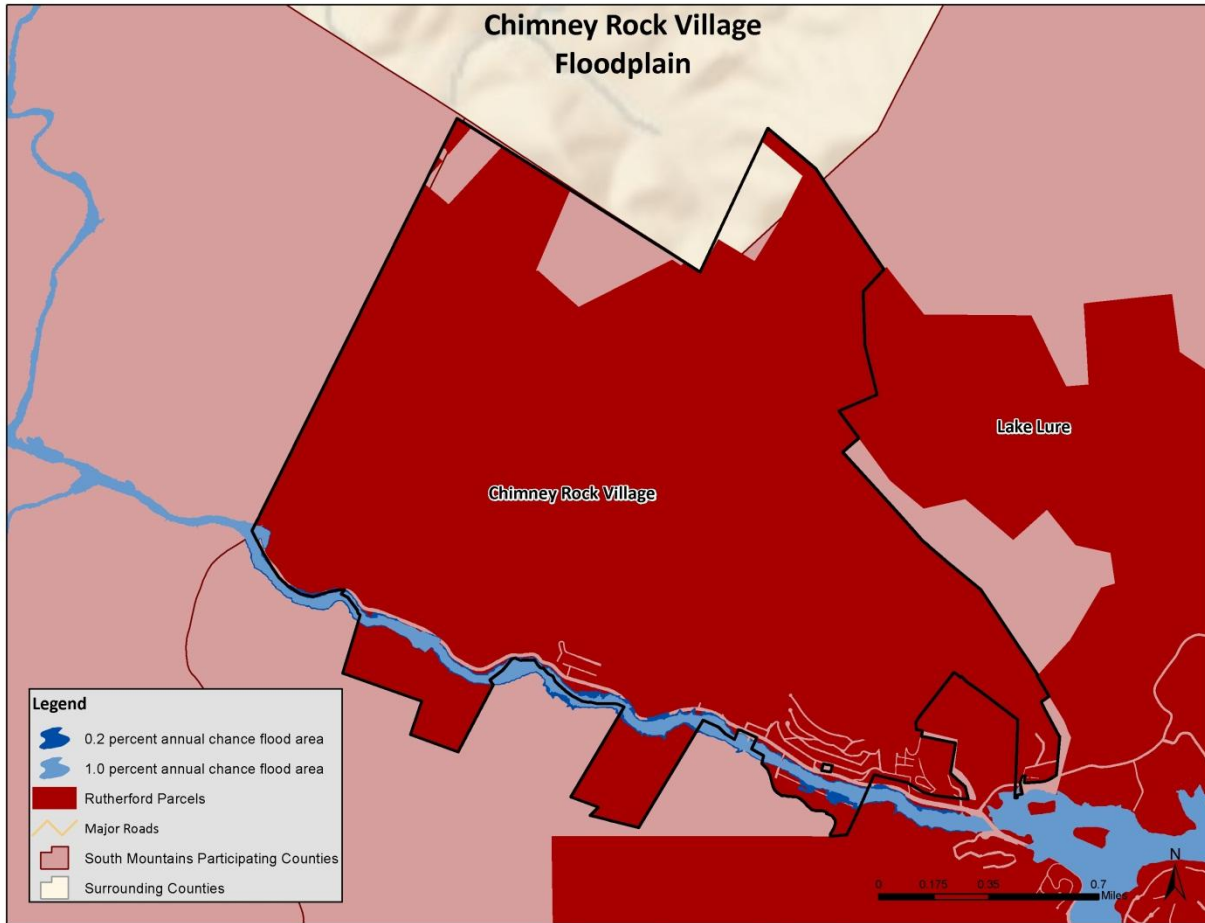 Chimney Rock Village
Floodplain
Lake Lure
Chimney Rock Village
Legend
0.2 percent annual chance flood area
1.0 percent annual chance flood area
Rutherford Parcels
Major Roads
South Mountains Participating Counties
Surrounding Counties
N
0 0.175 0.35 0.7
Miles